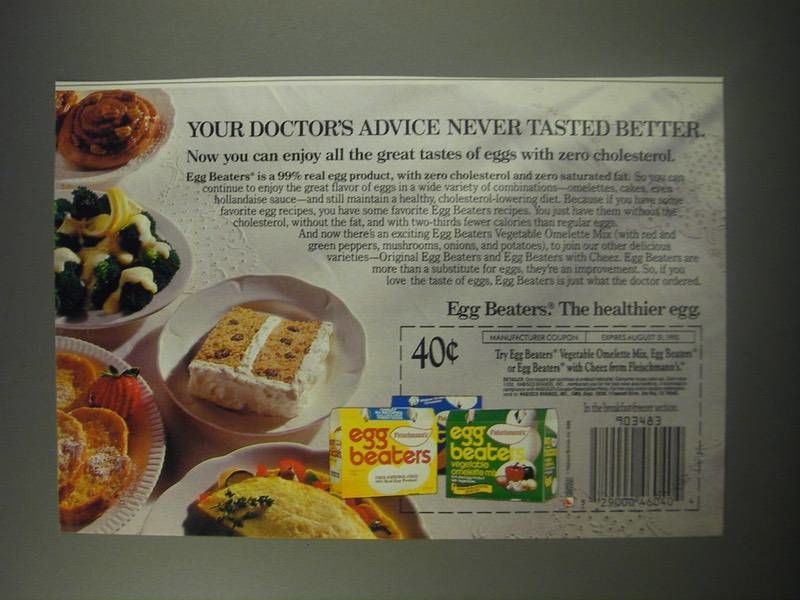 YOUR DOCTOR'S ADVICE NEVER TASTED BETTER.
Now you can enjoy all the great tastes of eggs with zero cholesterol.
Egg Beaters® is a 99% real egg product, with zero cholesterol and zero saturated fat. So you can
continue to enjoy the great flavor of eggs in a wide variety of combinations—omelettes, cakes, even
hollandaise sauce—and still maintain a healthy, cholesterol-lowering diet. Because if you have some
favorite egg recipes, you have some favorite Egg Beaters recipes. You just have them without the
cholesterol, without the fat, and with two-thirds fewer calories than regular eggs.
And now there's an exciting Egg Beaters Vegetable Omelette Mix (with red and
green peppers, mushrooms, onions, and potatoes), to join our other delicious
varieties—Original Egg Beaters and Egg Beaters with Cheez. Egg Beaters are
more than a substitute for eggs, they're an improvement. So, if you
love the taste of eggs, Egg Beaters is just what the doctor ordered.
Egg Beaters.® The healthier egg.
40¢
MANUFACTURER COUPON EXPIRES AUGUST 31, 1990
Try Egg Beaters® Vegetable Omelette Mix, Egg Beaters®
or Egg Beaters® with Cheez from Fleischmann's.®
In the breakfast freezer section.
903483
29000 46040
Fleischmann's
egg
beaters
Fleischmann's
egg
beaters
vegetable
omelette mix